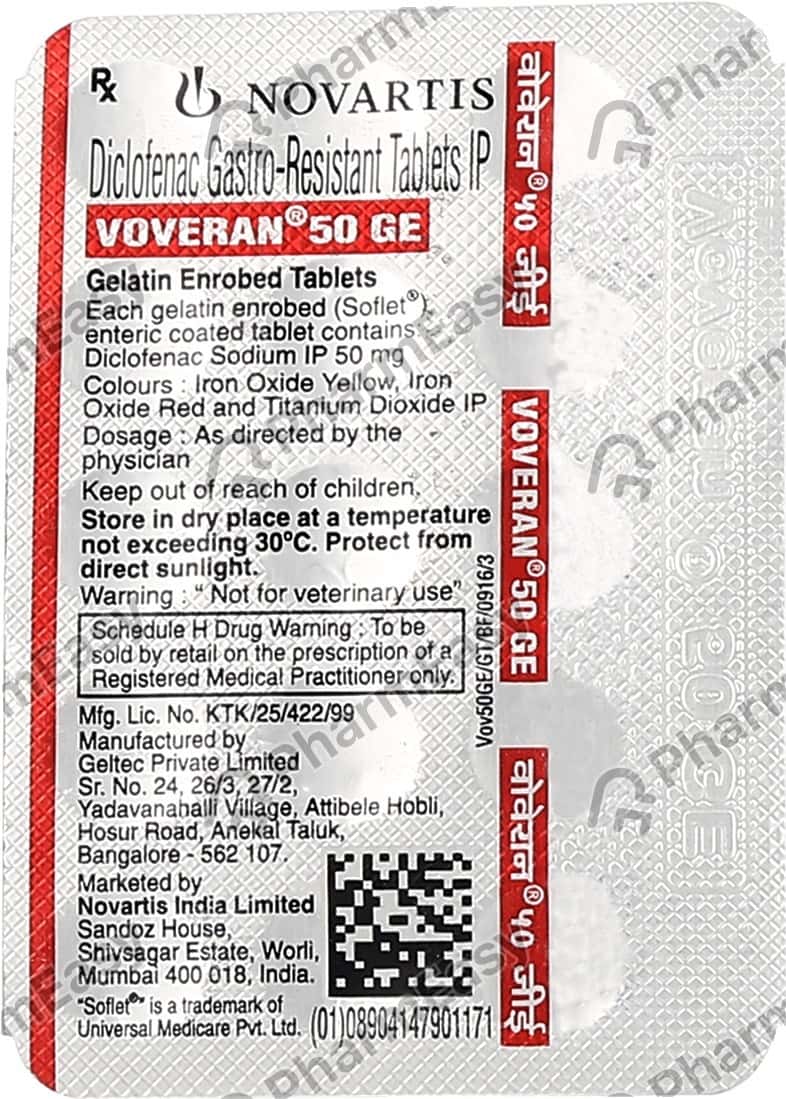 Rx NOVARTIS
Diclofenac Gastro-Resistant Tablets IP
VOVERAN® 50 GE
Gelatin Enrobed Tablets
Each gelatin enrobed (Soflet®)
enteric coated tablet contains:
Diclofenac Sodium IP 50 mg
Colours : Iron Oxide Yellow, Iron
Oxide Red and Titanium Dioxide IP
Dosage : As directed by the
physician
Keep out of reach of children.
Store in dry place at a temperature
not exceeding 30ºC. Protect from
direct sunlight.
Warning : “ Not for veterinary use”
Schedule H Drug Warning : To be
sold by retail on the prescription of a
Registered Medical Practitioner only.
Mfg. Lic. No. KTK/25/422/99
Manufactured by
Geltec Private Limited
Sr. No. 24, 26/3, 27/2,
Yadavanahalli Village, Attibele Hobli,
Hosur Road, Anekal Taluk,
Bangalore - 562 107.
Marketed by
Novartis India Limited
Sandoz House,
Shivsagar Estate, Worli,
Mumbai 400 018, India.
“Soflet®” is a trademark of
Universal Medicare Pvt. Ltd.
(01)08904147901171
Vov50GE/GT/BF/0916/3
वोवेरान® ५० जीई
VOVERAN® 50 GE
वोवेरान® ५० जीई
PharmEasy